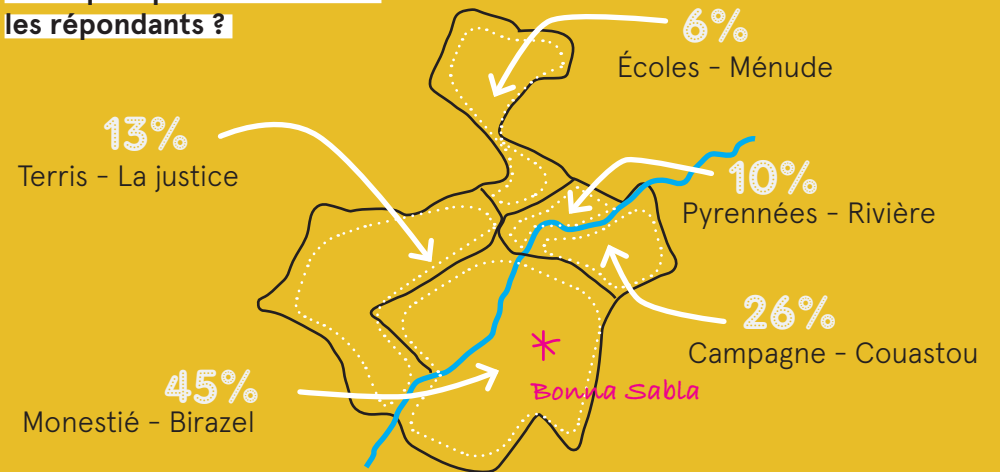 les répondants ?
6%
Écoles - Ménude
13%
Terris - La justice
10%
Pyrennées - Rivière
26%
Campagne - Couastou
Bonna Sabla
45%
Monestié - Birazel